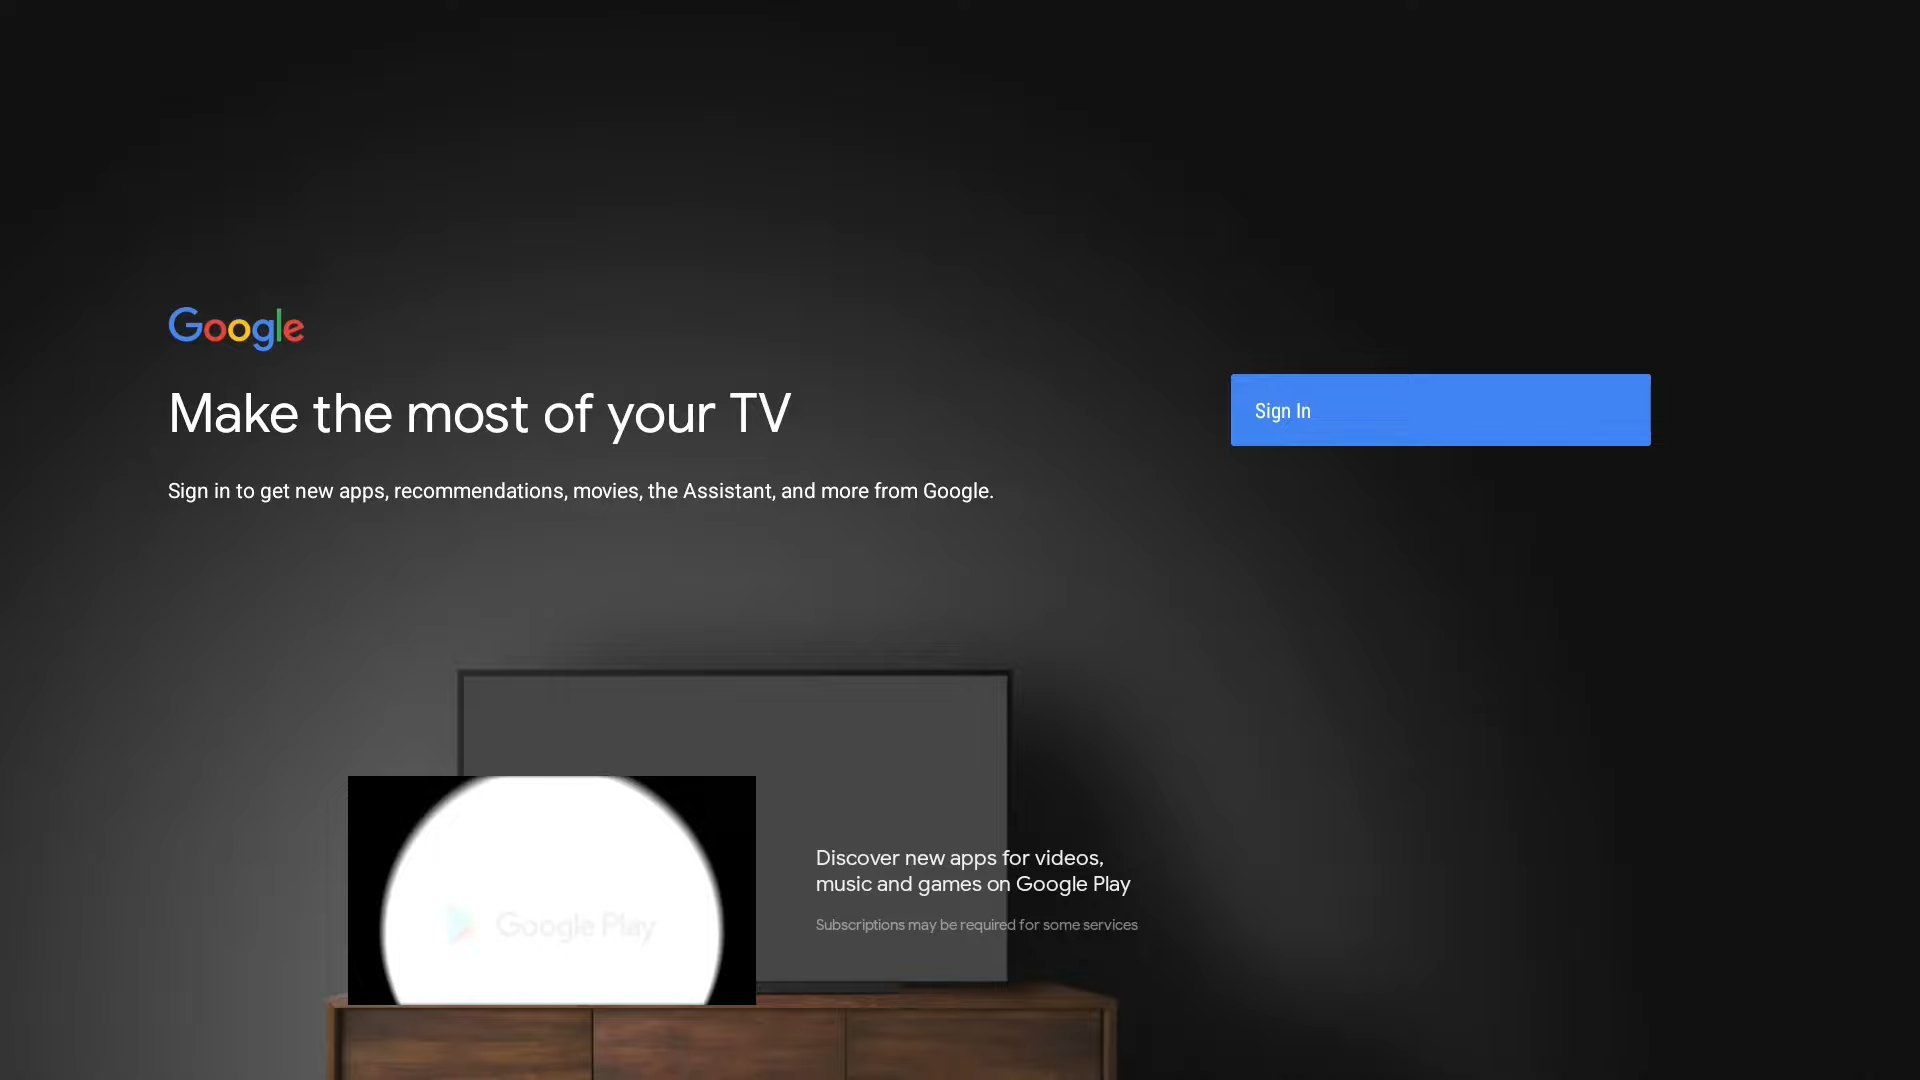 Google
Make the most of your TV
Sign in to get new apps, recommendations, movies, the Assistant, and more from Google.
Sign In
Google Play
Discover new apps for videos,
music and games on Google Play
Subscriptions may be required for some services